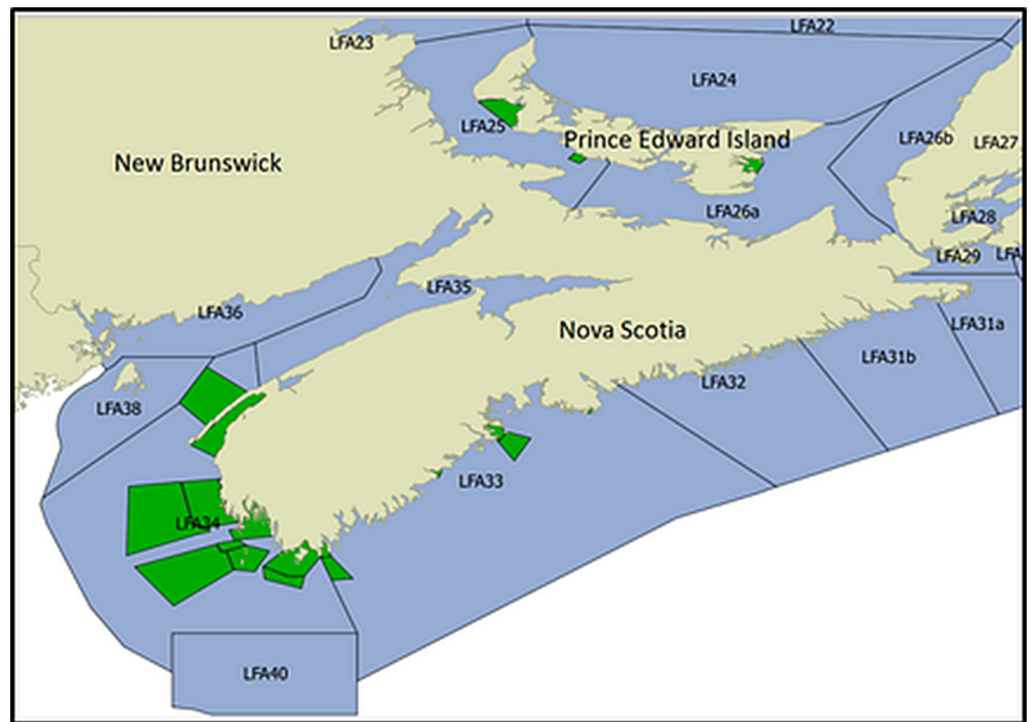 LFA22
LFA23
LFA24
LFA25
Prince Edward Island
LFA26b
LFA27
New Brunswick
LFA26a
LFA28
LFA29
LFA
LFA35
LFA36
LFA31a
Nova Scotia
LFA31b
LFA32
LFA38
LFA33
LFA34
LFA40